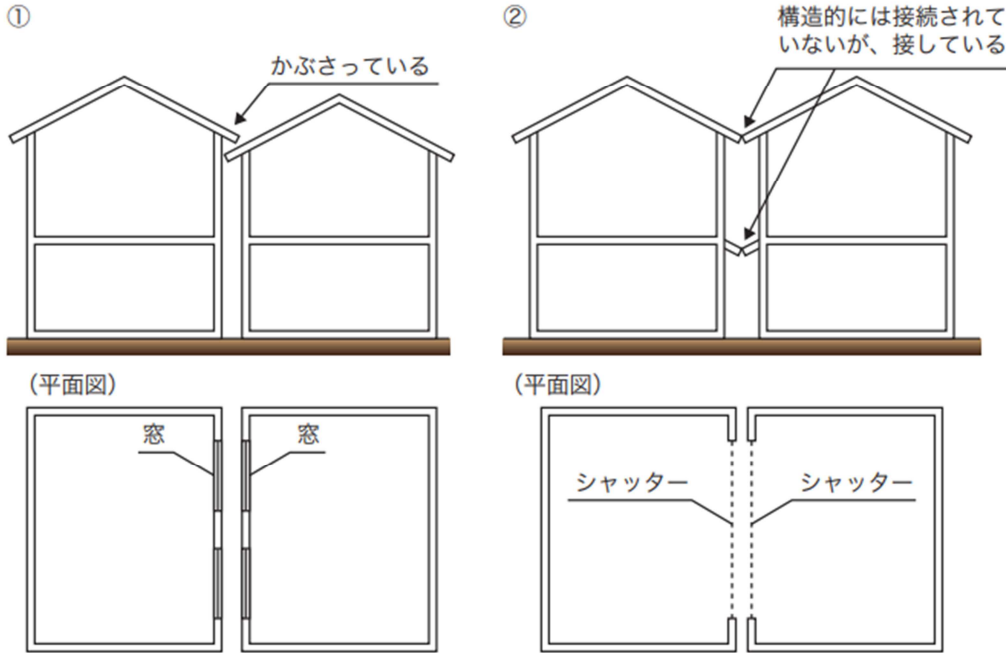 ①
かぶさっている
②
構造的には接続されて
いないが、接している
（平面図）
窓
窓
（平面図）
シャッター
シャッター